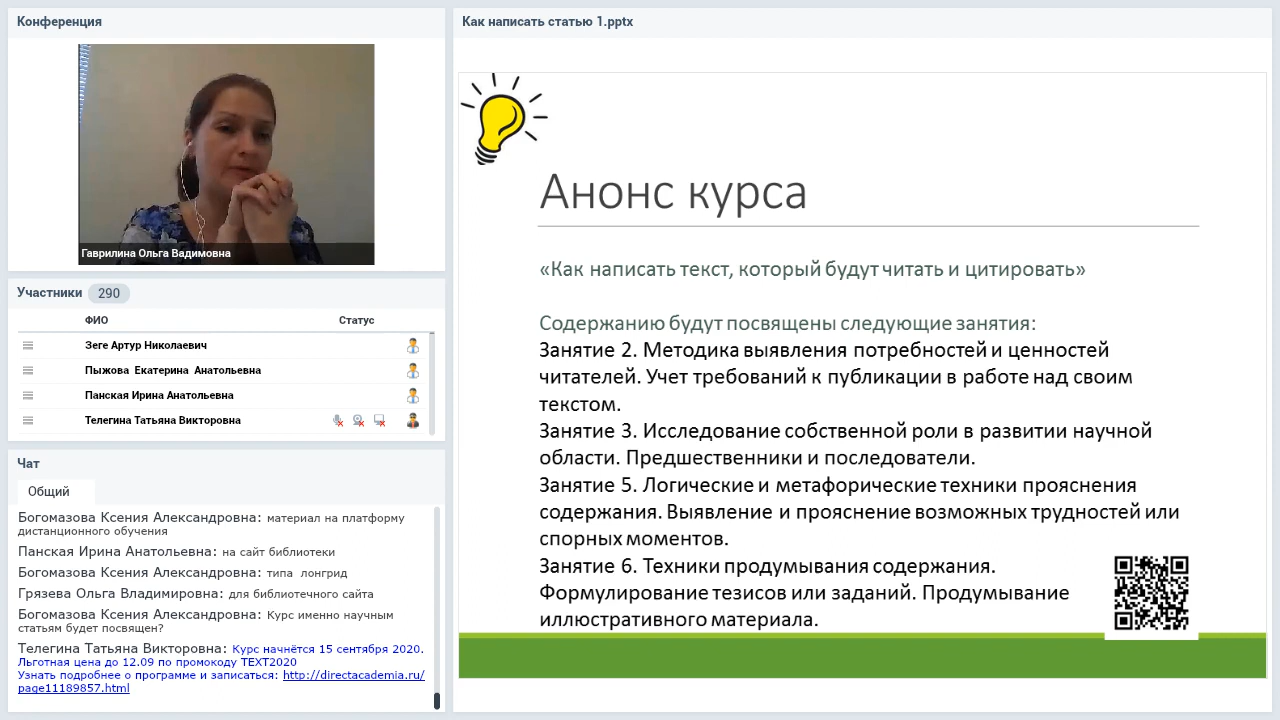 Конференция
Гаврилина Ольга Вадимовна
Участники 290
ФИО Статус
Зеге Артур Николаевич
Пыжова Екатерина Анатольевна
Панская Ирина Анатольевна
Телегина Татьяна Викторовна
Чат
Общий
Богомазова Ксения Александровна: материал на платформу
дистанционного обучения
Панская Ирина Анатольевна: на сайт библиотеки
Богомазова Ксения Александровна: типа лонгрид
Грязева Ольга Владимировна: для библиотечного сайта
Богомазова Ксения Александровна: Курс именно научным
статьям будет посвящен?
Телегина Татьяна Викторовна: Курс начнётся 15 сентября 2020.
Льготная цена до 12.09 по промокоду ТЕХТ2020
Узнать подробнее о программе и записаться: http://directacademia.ru/
page11189857.html
Как написать статью 1.pptx
Анонс курса
«Как написать текст, который будут читать и цитировать»
Содержанию будут посвящены следующие занятия:
Занятие 2. Методика выявления потребностей и ценностей
читателей. Учет требований к публикации в работе над своим
текстом.
Занятие 3. Исследование собственной роли в развитии научной
области. Предшественники и последователи.
Занятие 5. Логические и метафорические техники прояснения
содержания. Выявление и прояснение возможных трудностей или
спорных моментов.
Занятие 6. Техники продумывания содержания.
Формулирование тезисов или заданий. Продумывание
иллюстративного материала.